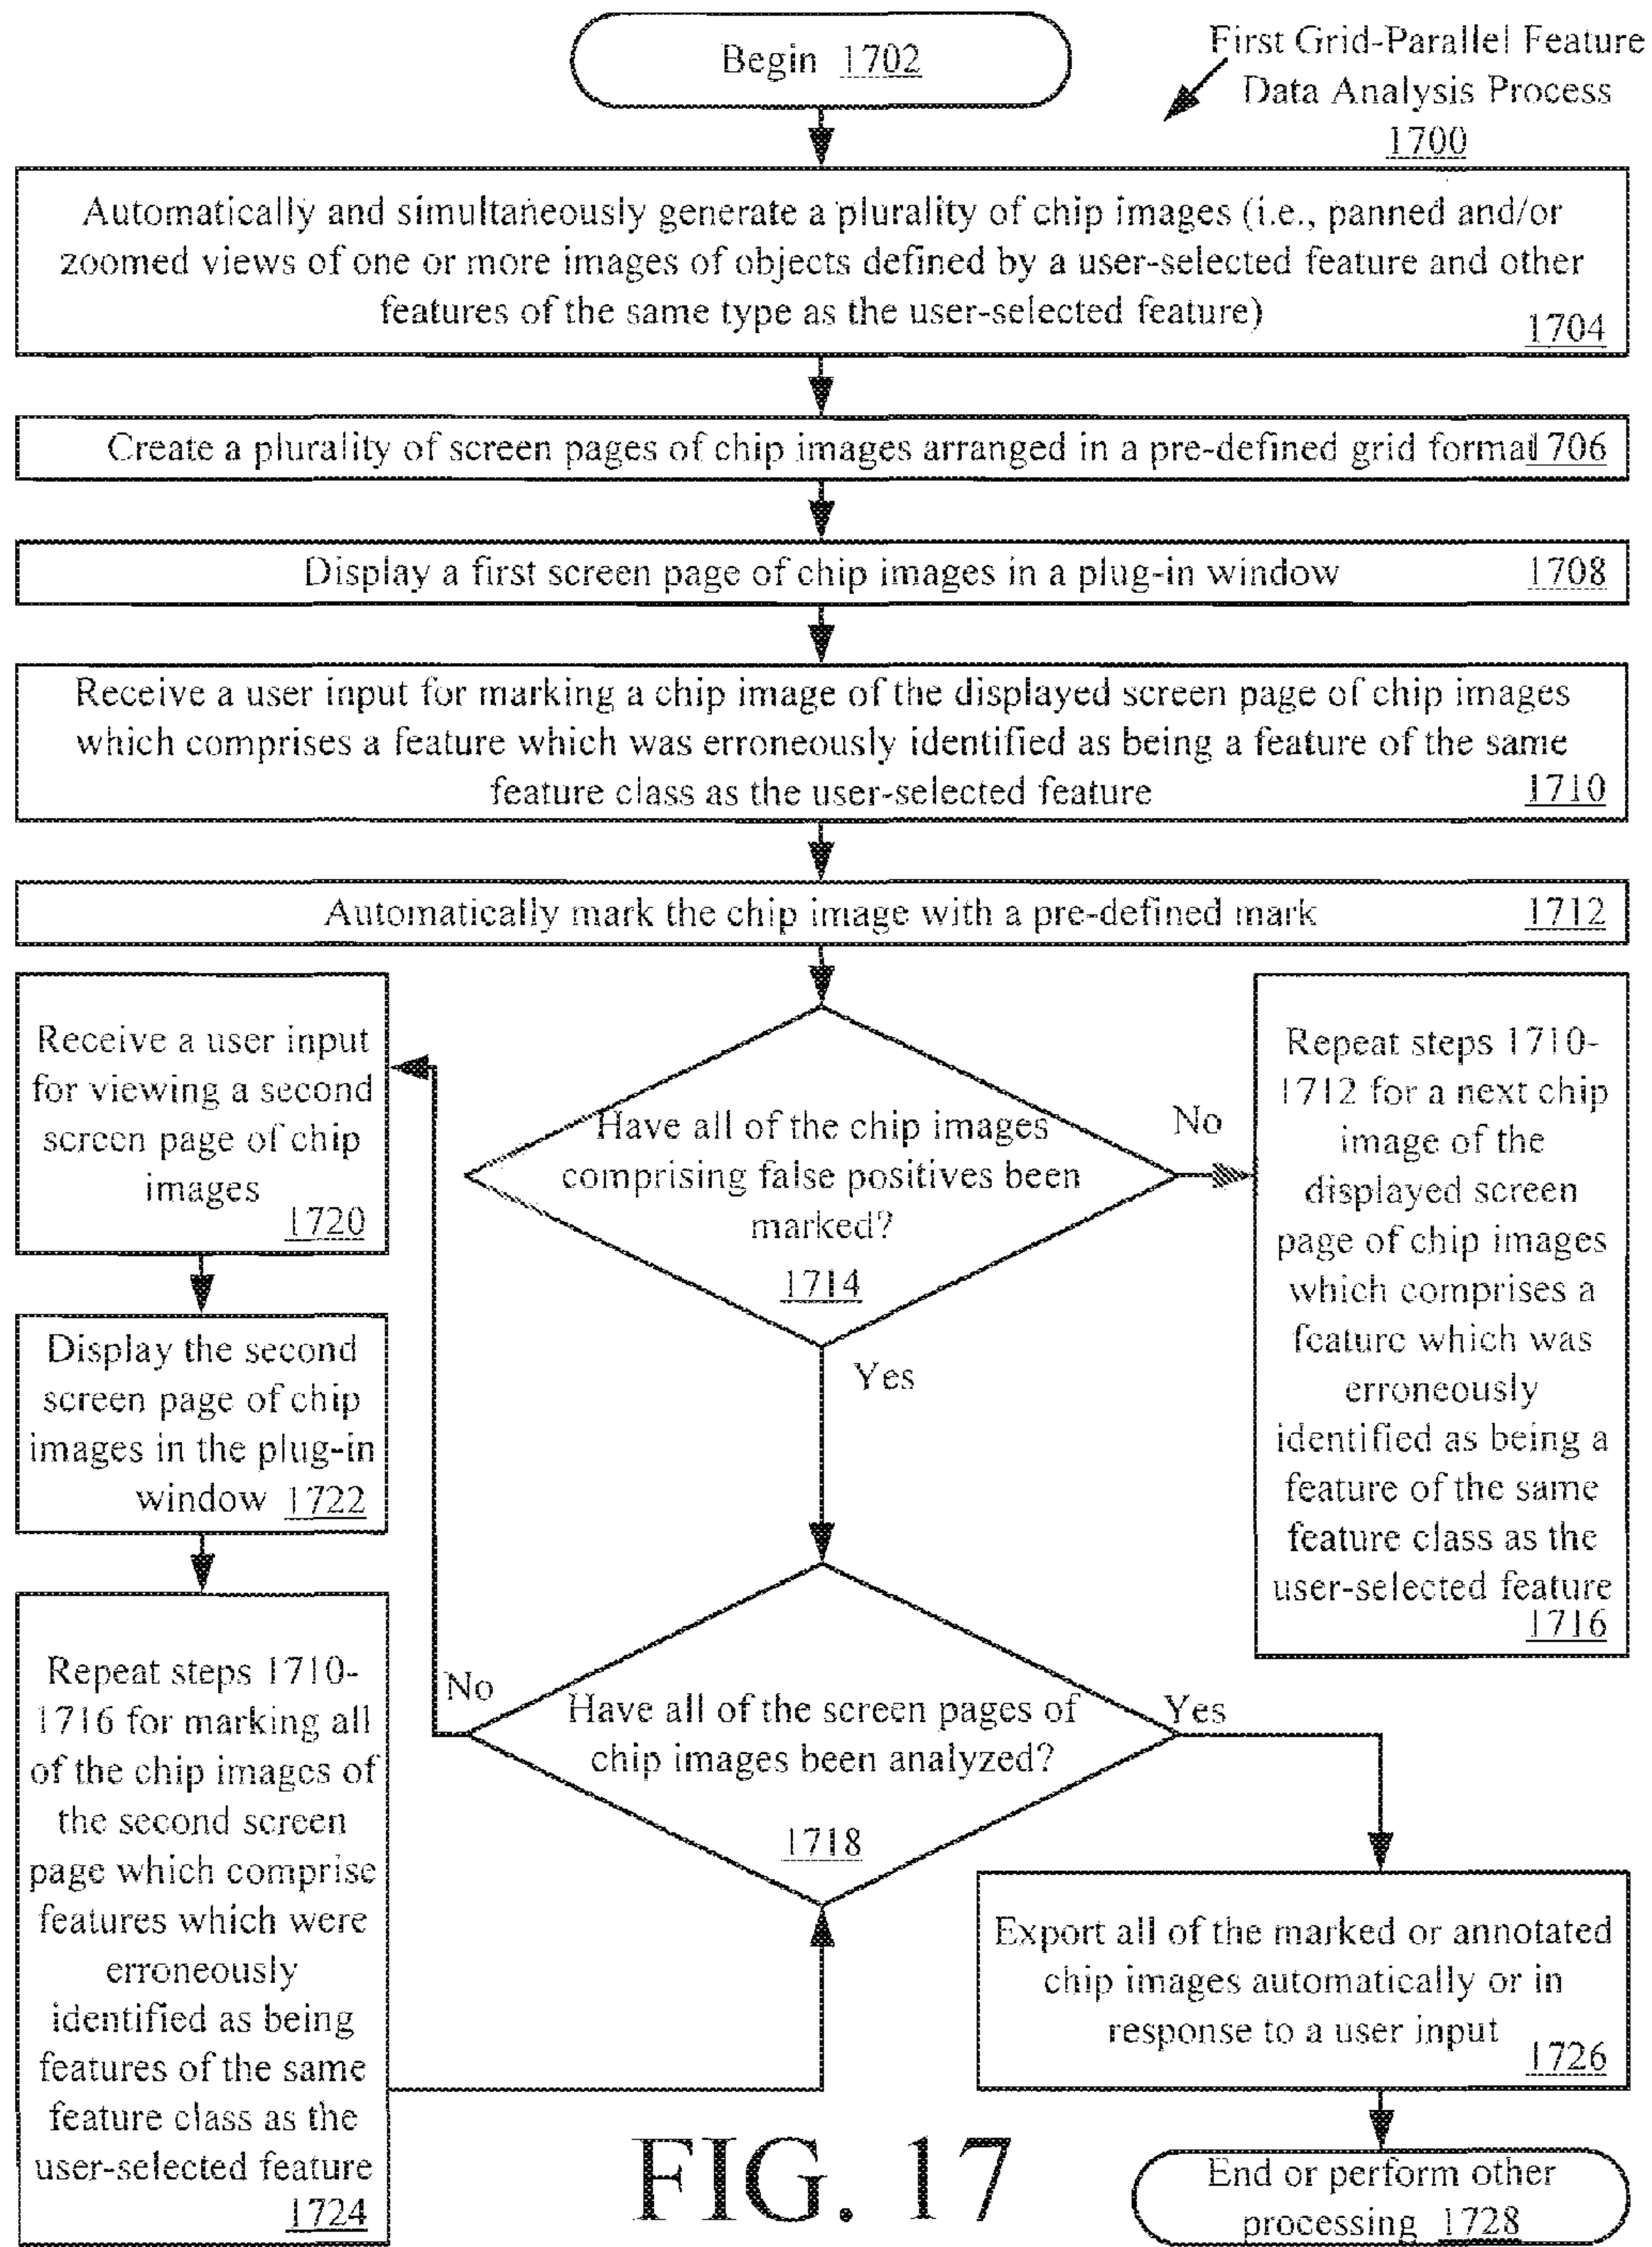 Begin 1702
First Grid-Parallel Feature
Data Analysis Process
1700
Automatically and simultaneously generate a plurality of chip images (i.e., panned and/or
zoomed views of one or more images of objects defined by a user-selected feature and other
features of the same type as the user-selected feature)
1704
Create a plurality of screen pages of chip images arranged in a pre-defined grid format 1706
Display a first screen page of chip images in a plug-in window 1708
Receive a user input for marking a chip image of the displayed screen page of chip images
which comprises a feature which was erroneously identified as being a feature of the same
feature class as the user-selected feature 1710
Automatically mark the chip image with a pre-defined mark 1712
Have all of the chip images
comprising false positives been
marked?
1714
No
Yes
Repeat steps 1710-
1712 for a next chip
image of the
displayed screen
page of chip images
which comprises a
feature which was
erroneously
identified as being a
feature of the same
feature class as the
user-selected feature
1716
Have all of the screen pages of
chip images been analyzed?
1718
No
Yes
Receive a user input
for viewing a second
screen page of chip
images
1720
Display the second
screen page of chip
images in the plug-in
window 1722
Repeat steps 1710-
1716 for marking all
of the chip images of
the second screen
page which comprise
features which were
erroneously
identified as being
features of the same
feature class as the
user-selected feature
1724
Export all of the marked or annotated
chip images automatically or in
response to a user input
1726
End or perform other
processing 1728
FIG. 17